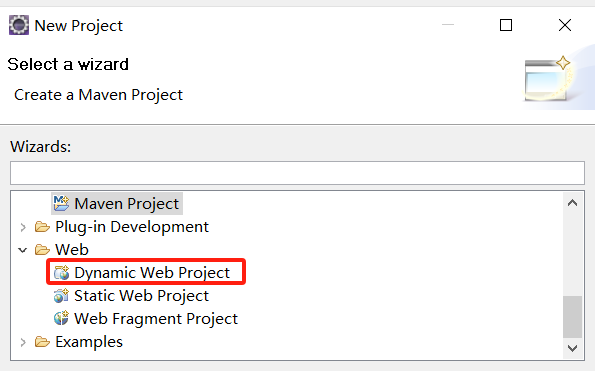 New Project
Select a wizard
Create a Maven Project
Wizards:
Maven Project
Plug-in Development
Web
Dynamic Web Project
Static Web Project
Web Fragment Project
Examples